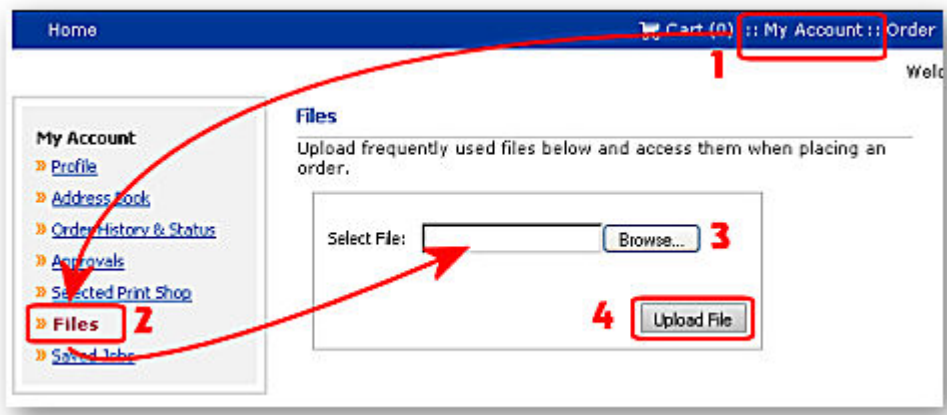 Home Cart (0) :: My Account :: Order
1
Welc
My Account
» Profile
» Address Book
» Order History & Status
» Approvals
» Selected Print Shop
» Files 2
» Saved Jobs
Files
Upload frequently used files below and access them when placing an
order.
Select File: Browse... 3
4 Upload File